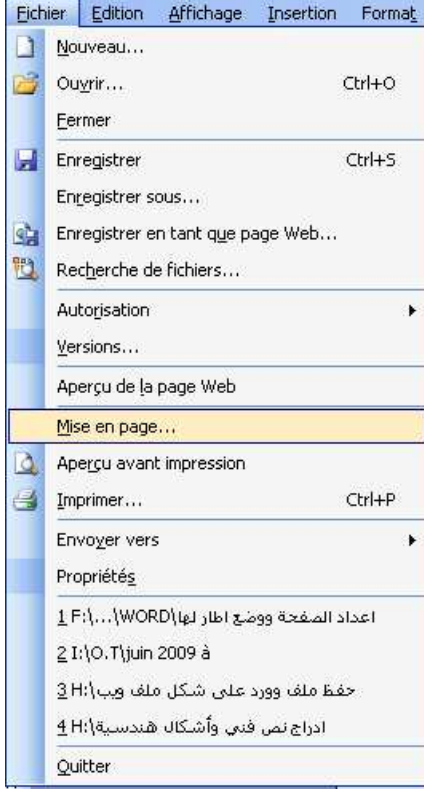 Fichier Edition Affichage Insertion Format
Nouveau...
Ouvrir... Ctrl+O
Fermer
Enregistrer Ctrl+S
Enregistrer sous...
Enregistrer en tant que page Web...
Recherche de fichiers...
Autorisation
Versions...
Aperçu de la page Web
Mise en page...
Aperçu avant impression
Imprimer... Ctrl+P
Envoyer vers
Propriétés
1 F:\...\WORD\اعداد الصفحة ووضع اطار لها
2 I:\O.T\juin 2009 à
3 H:\حفظ ملف وورد على شكل ملف ويب
4 H:\ادراج نص فني وأشكال هندسية
Quitter